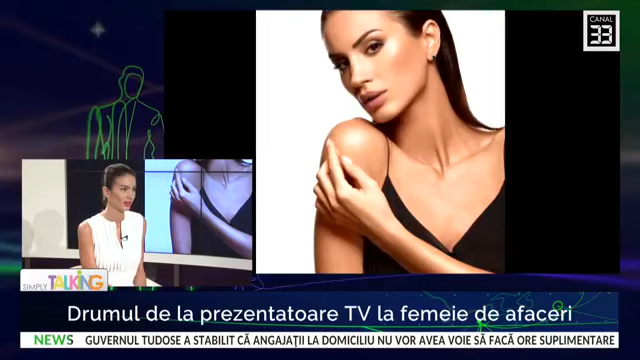 CANAL
33
SIMPLY TALKING
Drumul de la prezentatoare TV la femeie de afaceri
NEWS GUVERNUL TUDOSE A STABILIT CĂ ANGAJAȚII LA DOMICILIU NU VOR AVEA VOIE SĂ FACĂ ORE SUPLIMENTARE